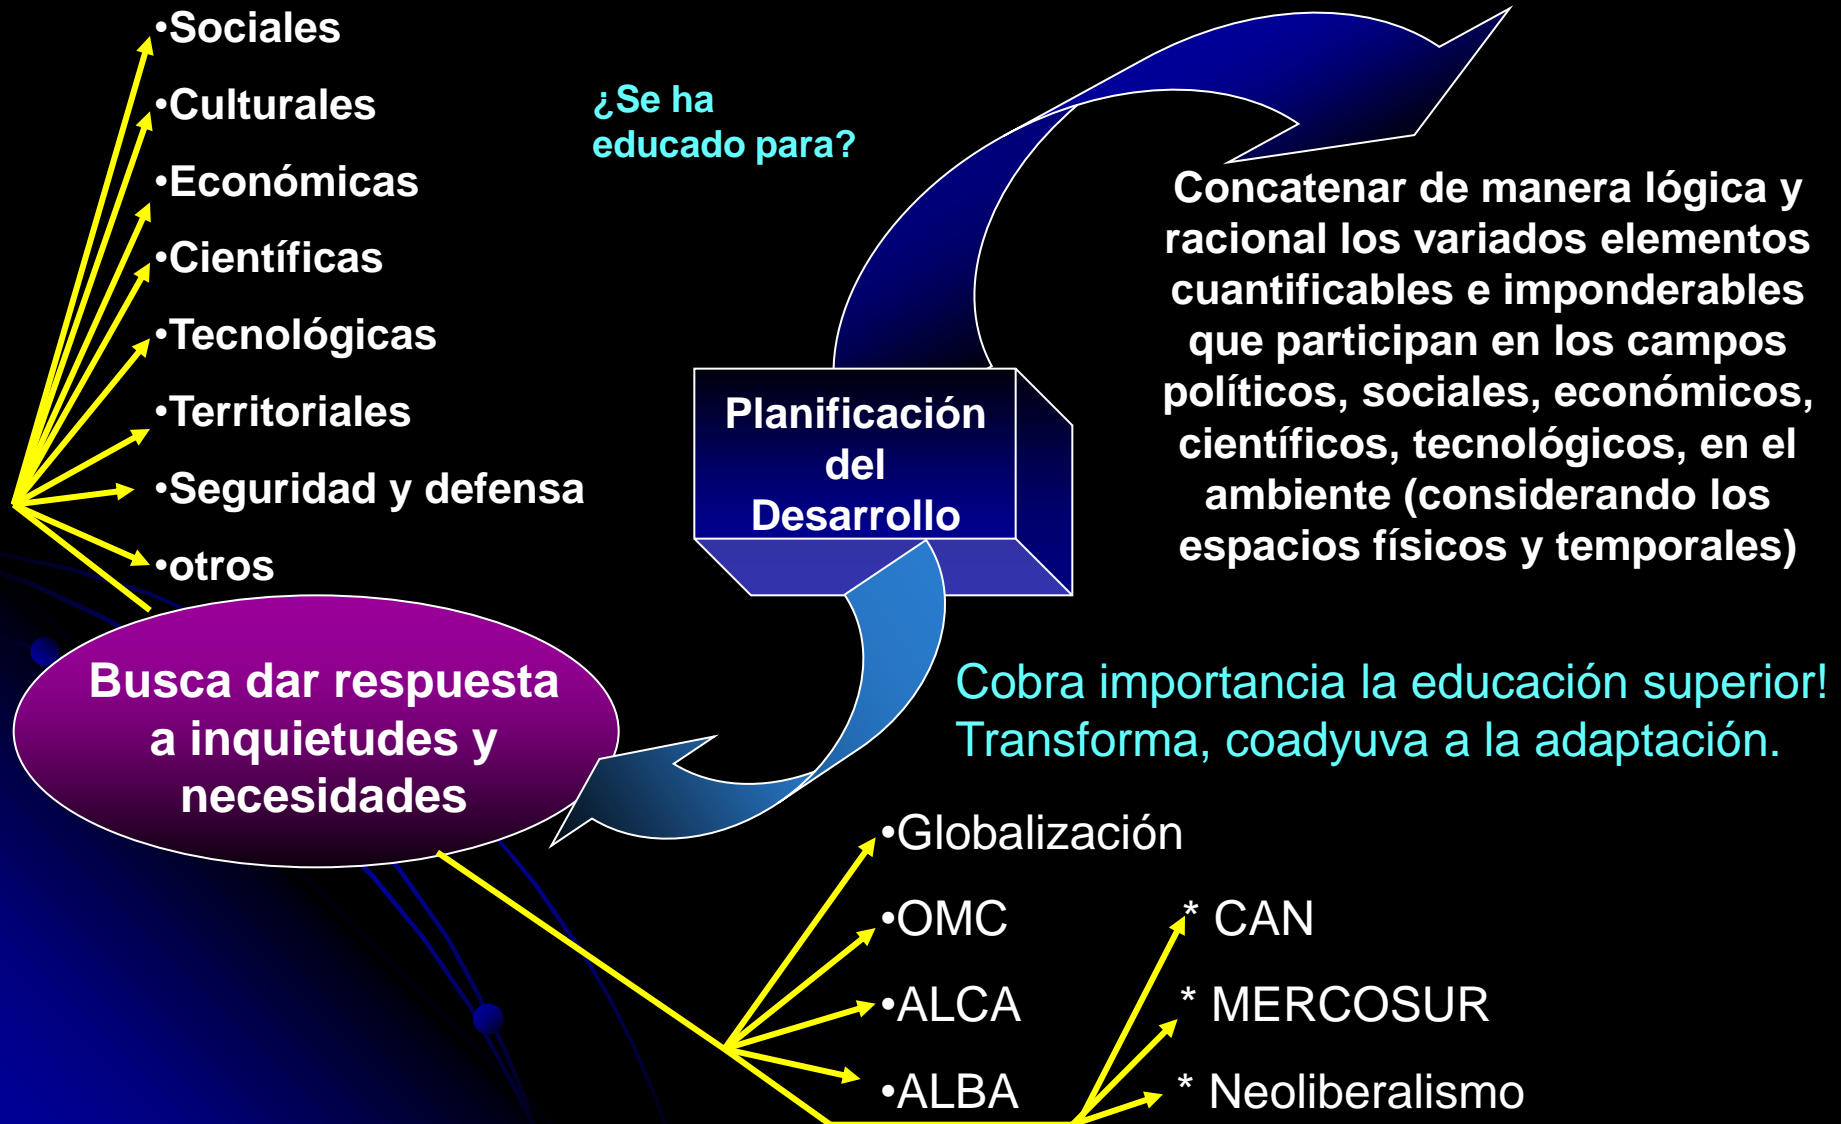 •Sociales
•Culturales
•Económicas
•Científicas
•Tecnológicas
•Territoriales
•Seguridad y defensa
•otros
¿Se ha
educado para?
Planificación
del
Desarrollo
Concatenar de manera lógica y
racional los variados elementos
cuantificables e imponderables
que participan en los campos
políticos, sociales, económicos,
científicos, tecnológicos, en el
ambiente (considerando los
espacios físicos y temporales)
Busca dar respuesta
a inquietudes y
necesidades
Cobra importancia la educación superior!
Transforma, coadyuva a la adaptación.
•Globalización
•OMC
•ALCA
•ALBA
* CAN
* MERCOSUR
* Neoliberalismo